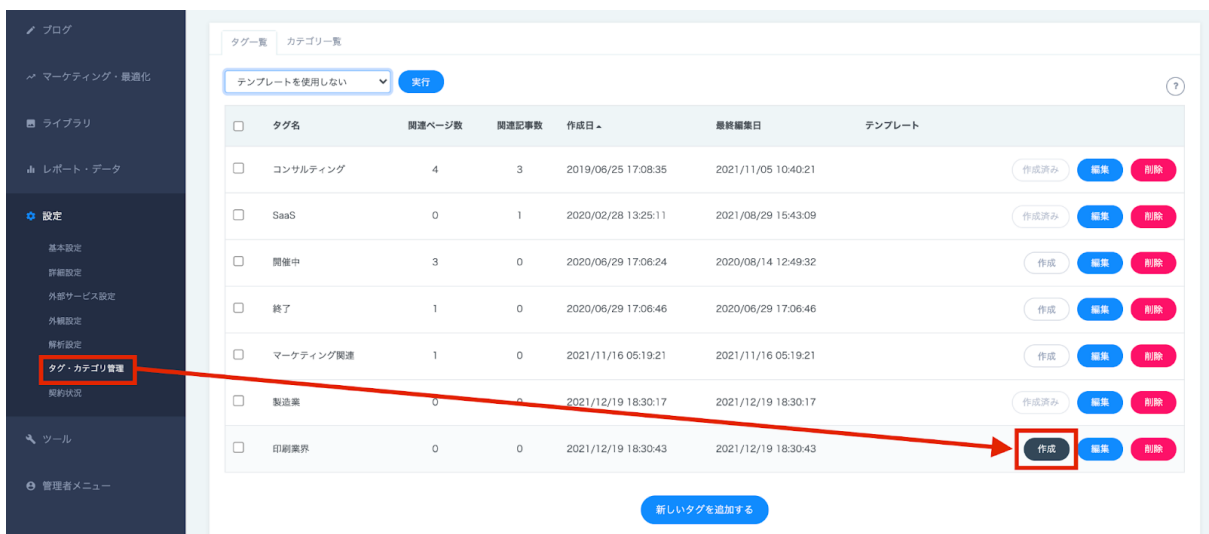 ブログ
マーケティング・最適化
ライブラリ
レポート・データ
設定
基本設定
詳細設定
外部サービス設定
外観設定
解析設定
タグ・カテゴリ管理
契約状況
ツール
管理者メニュー
タグ一覧 カテゴリ一覧
テンプレートを使用しない 実行
?
タグ名 関連ページ数 関連記事数 作成日 最終編集日 テンプレート
コンサルティング 4 3 2019/06/25 17:08:35 2021/11/05 10:40:21 作成済み 編集 削除
SaaS 0 1 2020/02/28 13:25:11 2021/08/29 15:43:09 作成済み 編集 削除
開催中 3 0 2020/06/29 17:06:24 2020/08/14 12:49:32 作成 編集 削除
終了 1 0 2020/06/29 17:06:46 2020/06/29 17:06:46 作成 編集 削除
マーケティング関連 1 0 2021/11/16 05:19:21 2021/11/16 05:19:21 作成 編集 削除
製造業 0 0 2021/12/19 18:30:17 2021/12/19 18:30:17 作成済み 編集 削除
印刷業界 0 0 2021/12/19 18:30:43 2021/12/19 18:30:43 作成 編集 削除
新しいタグを追加する